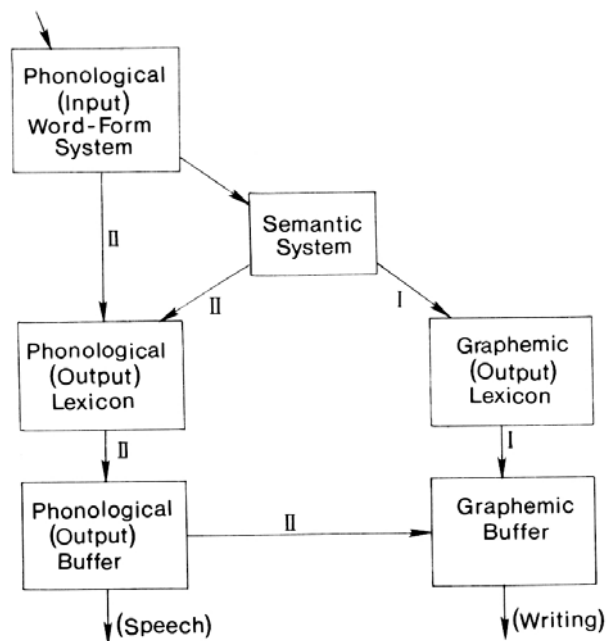 Phonological
(Input)
Word-Form
System
II
Semantic
System
II
I
Phonological
(Output)
Lexicon
Graphemic
(Output)
Lexicon
II
I
Phonological
(Output)
Buffer
II
Graphemic
Buffer
(Speech)
(Writing)